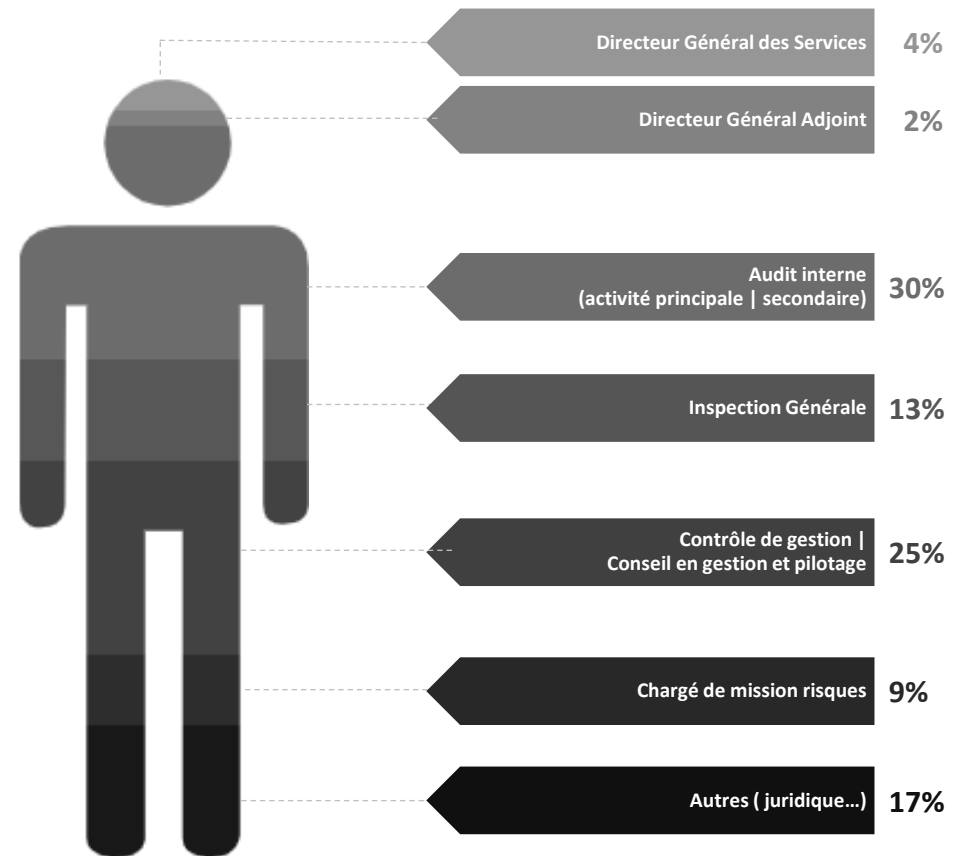 Directeur Général des Services 4%
Directeur Général Adjoint 2%
Audit interne
(activité principale | secondaire) 30%
Inspection Générale 13%
Contrôle de gestion |
Conseil en gestion et pilotage 25%
Chargé de mission risques 9%
Autres ( juridique…) 17%